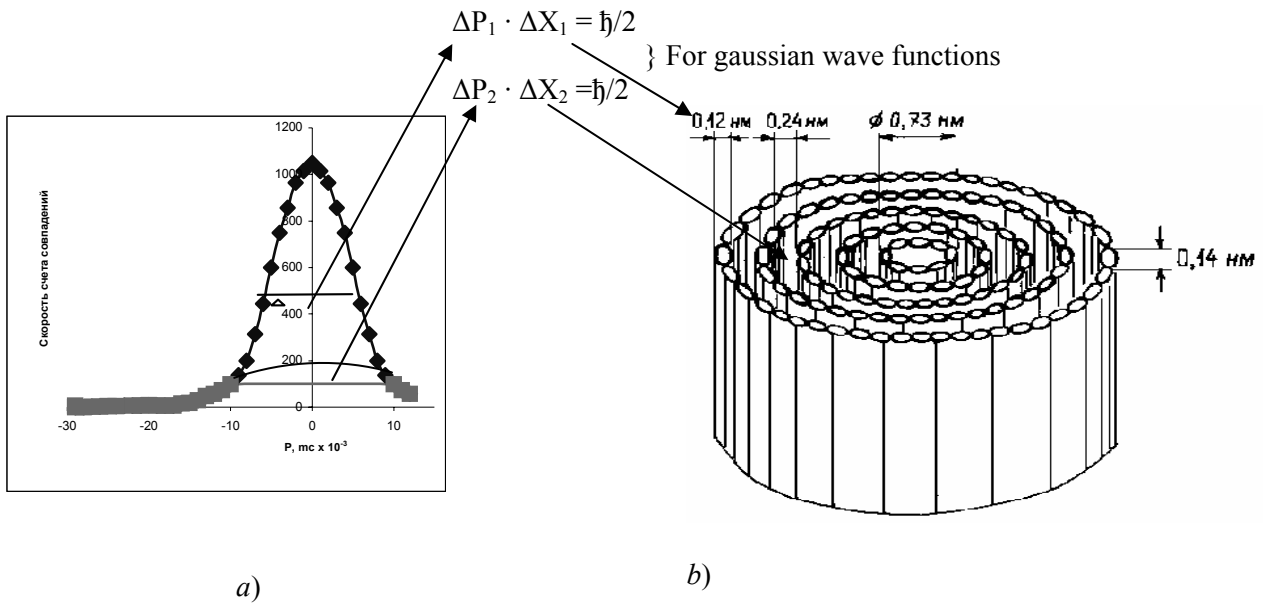 ΔP₁ · ΔX₁ = ħ/2
} For gaussian wave functions
ΔP₂ · ΔX₂ =ħ/2
Скорость счета совпадений
1200
1000
800
600
400
200
0
-30 -20 -10 0 10
P, mc x 10⁻³
0,12 нм 0,24 нм ϕ 0,73 нм
0,14 нм
a) b)